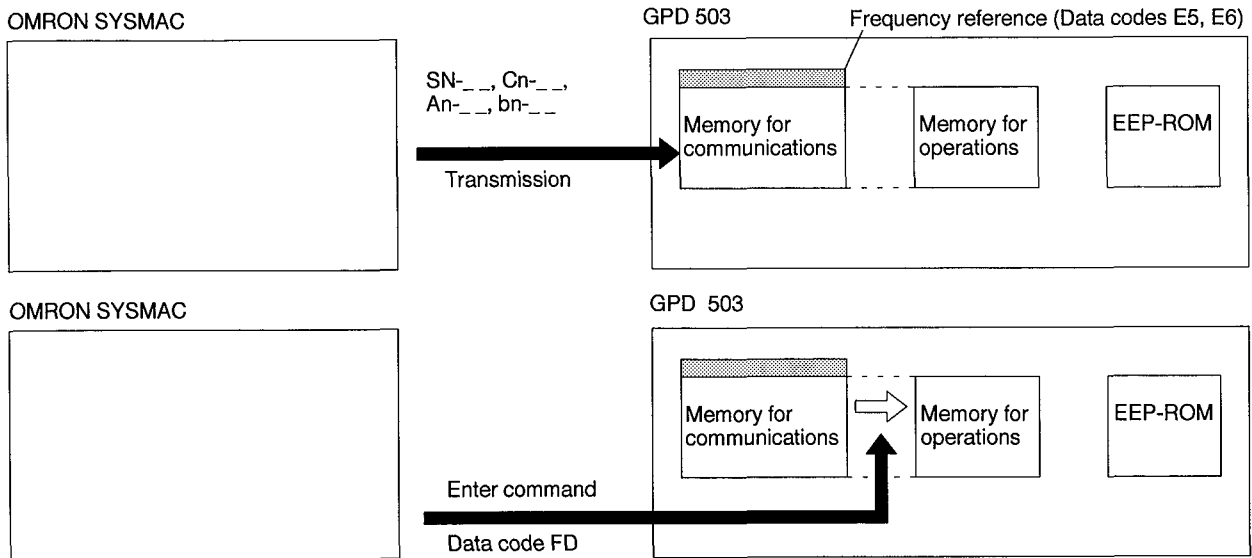 OMRON SYSMAC
GPD 503
Frequency reference (Data codes E5, E6)
SN-_ _, Cn-_ _,
An-_ _, bn-_ _
Transmission
Memory for
communications
Memory for
operations
EEP-ROM
OMRON SYSMAC
GPD 503
Memory for
communications
Memory for
operations
EEP-ROM
Enter command
Data code FD